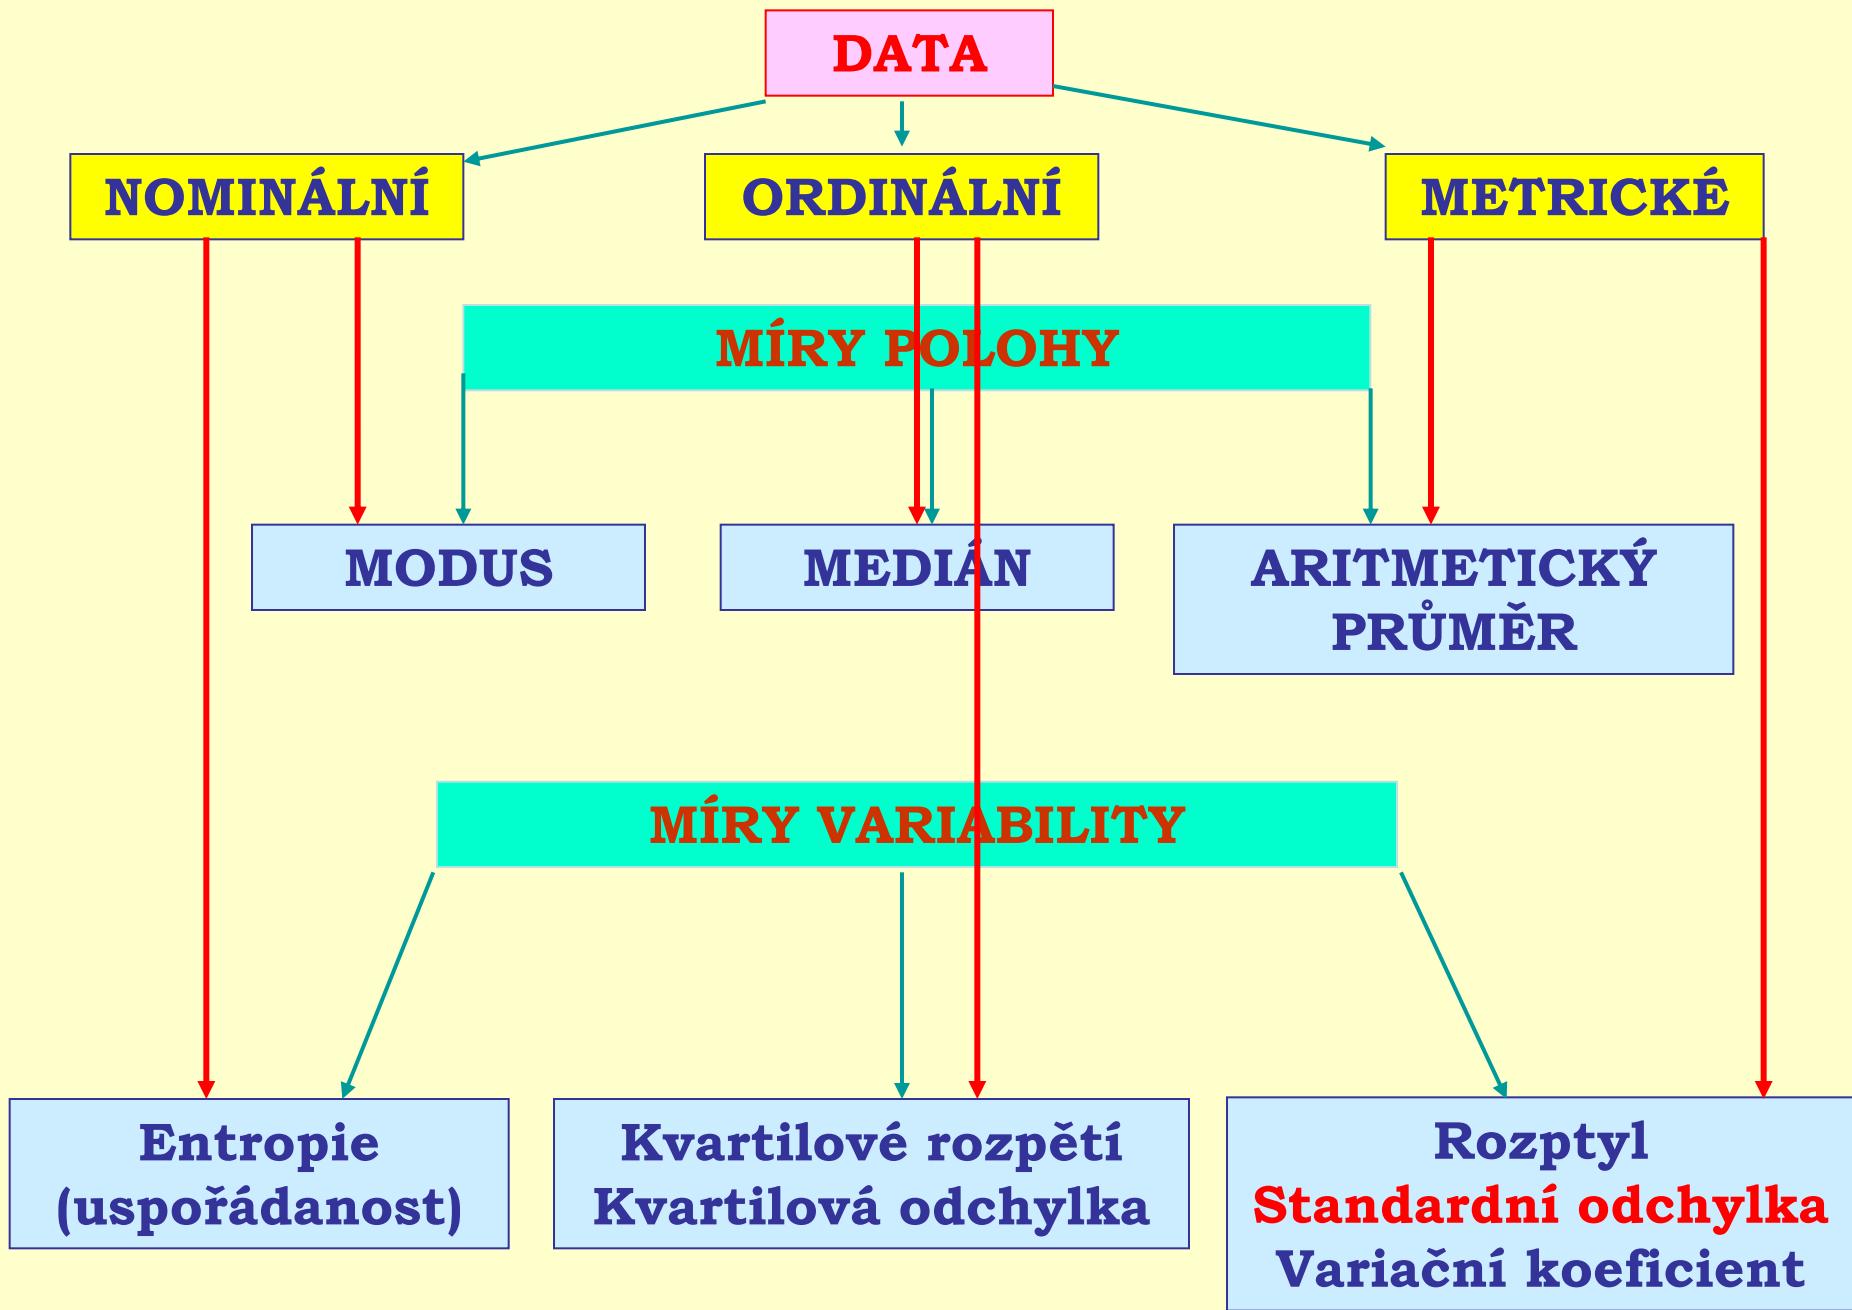 DATA
NOMINÁLNÍ
ORDINÁLNÍ
METRICKÉ
MÍRY POLOHY
MODUS
MEDIÁN
ARITMETICKÝ
PRŮMĚR
MÍRY VARIABILITY
Entropie
(uspořádanost)
Kvartilové rozpětí
Kvartilová odchylka
Rozptyl
Standardní odchylka
Variační koeficient